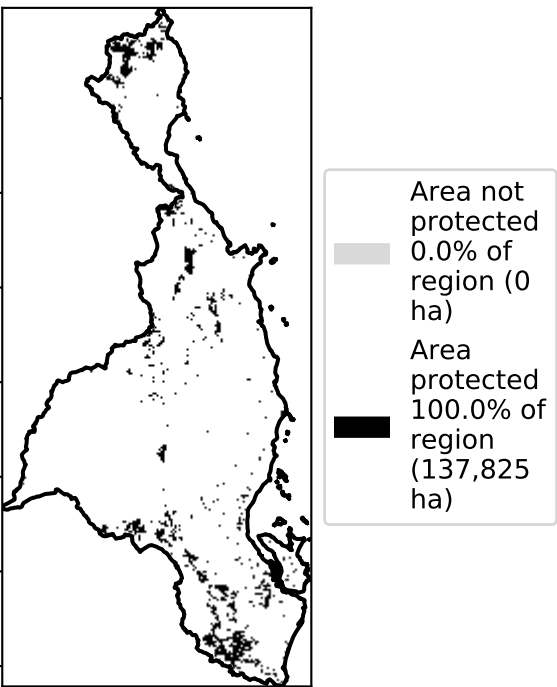 Area not
protected
0.0% of
region (0
ha)
Area
protected
100.0% of
region
(137,825
ha)